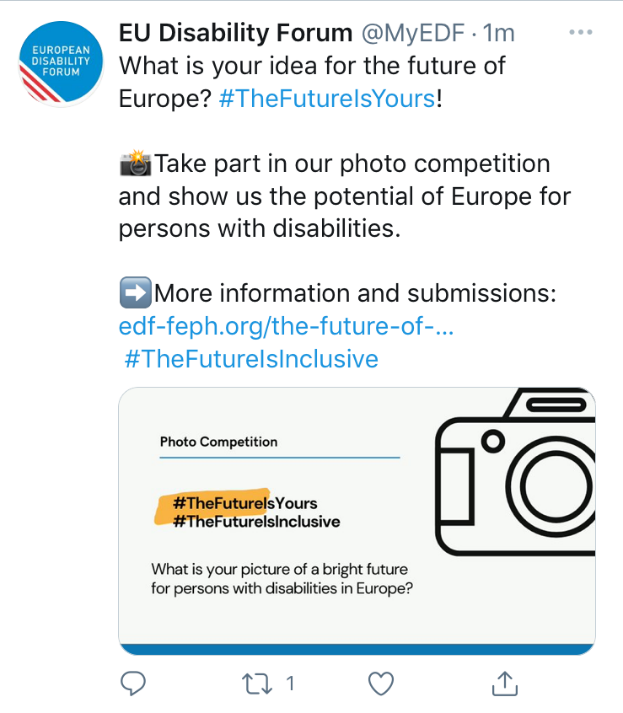 EUROPEAN
DISABILITY
FORUM
EU Disability Forum @MyEDF · 1m
What is your idea for the future of
Europe? #TheFutureIsYours!
📸Take part in our photo competition
and show us the potential of Europe for
persons with disabilities.
➡️More information and submissions:
edf-feph.org/the-future-of-...
#TheFutureIsInclusive
Photo Competition
#TheFutureIsYours
#TheFutureIsInclusive
What is your picture of a bright future
for persons with disabilities in Europe?
1